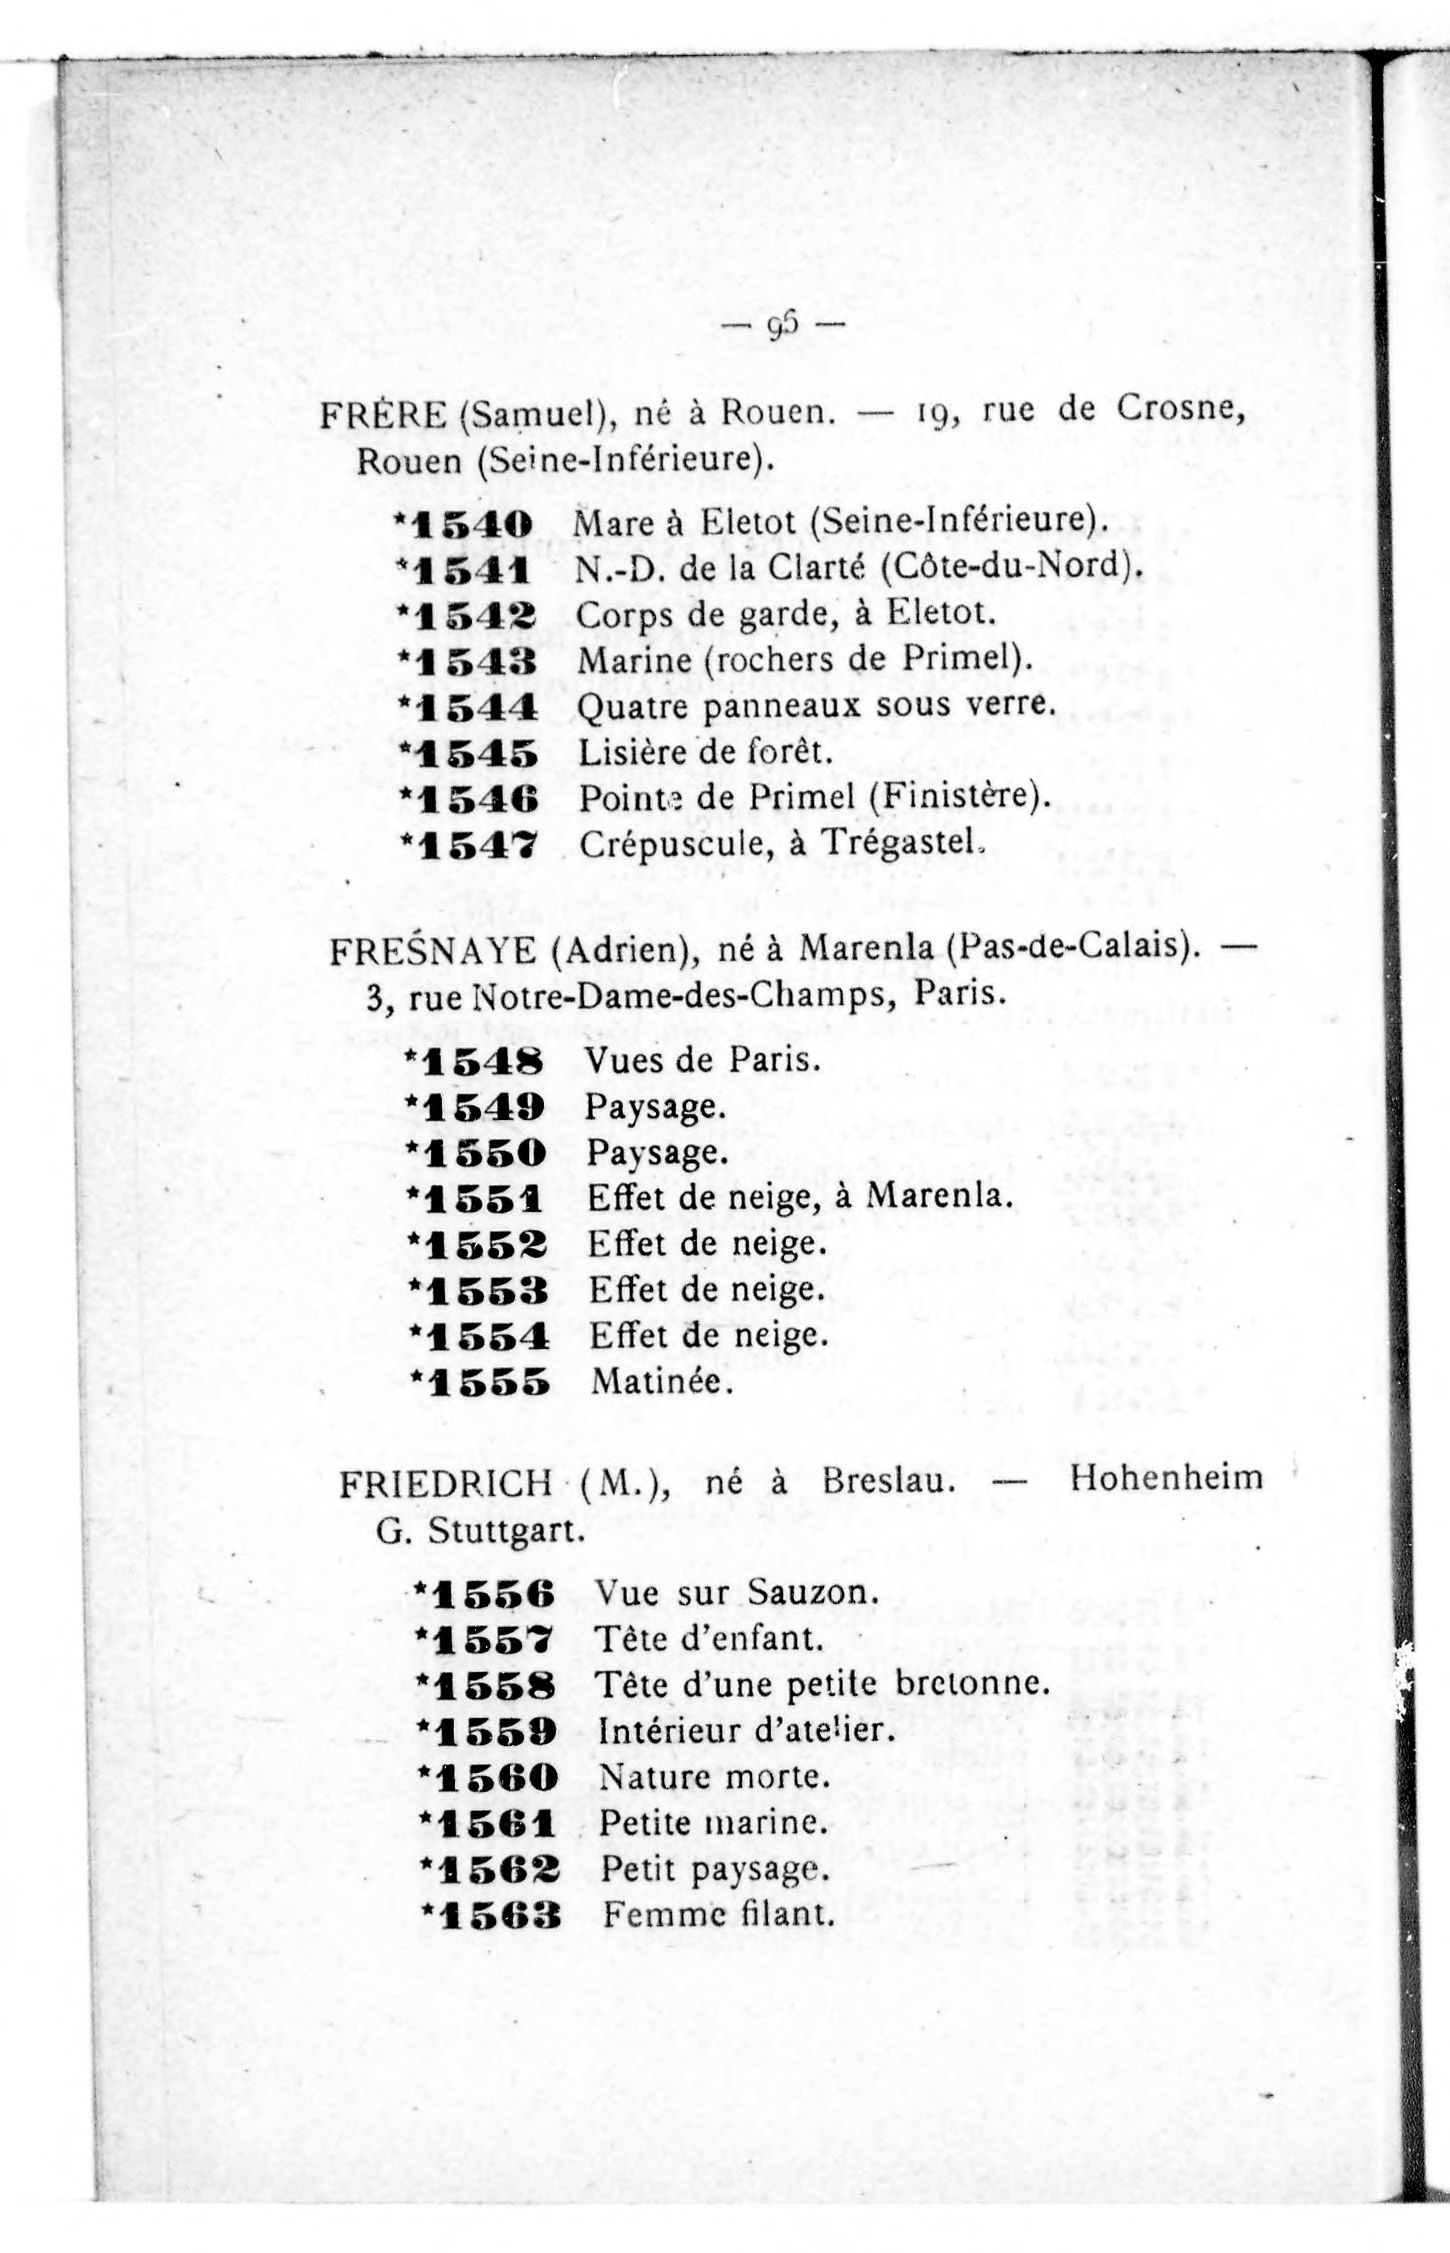 — 95 —
FRÈRE (Samuel), né à Rouen. — 19, rue de Crosne,
Rouen (Seine-Inférieure).
*1540 Mare à Eletot (Seine-Inférieure).
*1541 N.-D. de la Clarté (Côte-du-Nord).
*1542 Corps de garde, à Eletot.
*1543 Marine (rochers de Primel).
*1544 Quatre panneaux sous verre.
*1545 Lisière de forêt.
*1546 Pointe de Primel (Finistère).
*1547 Crépuscule, à Trégastel.
FRESNAYE (Adrien), né à Marenla (Pas-de-Calais). —
3, rue Notre-Dame-des-Champs, Paris.
*1548 Vues de Paris.
*1549 Paysage.
*1550 Paysage.
*1551 Effet de neige, à Marenla.
*1552 Effet de neige.
*1553 Effet de neige.
*1554 Effet de neige.
*1555 Matinée.
FRIEDRICH (M.), né à Breslau. — Hohenheim
G. Stuttgart.
*1556 Vue sur Sauzon.
*1557 Tête d'enfant.
*1558 Tête d'une petite bretonne.
*1559 Intérieur d'atelier.
*1560 Nature morte.
*1561 Petite marine.
*1562 Petit paysage.
*1563 Femme filant.